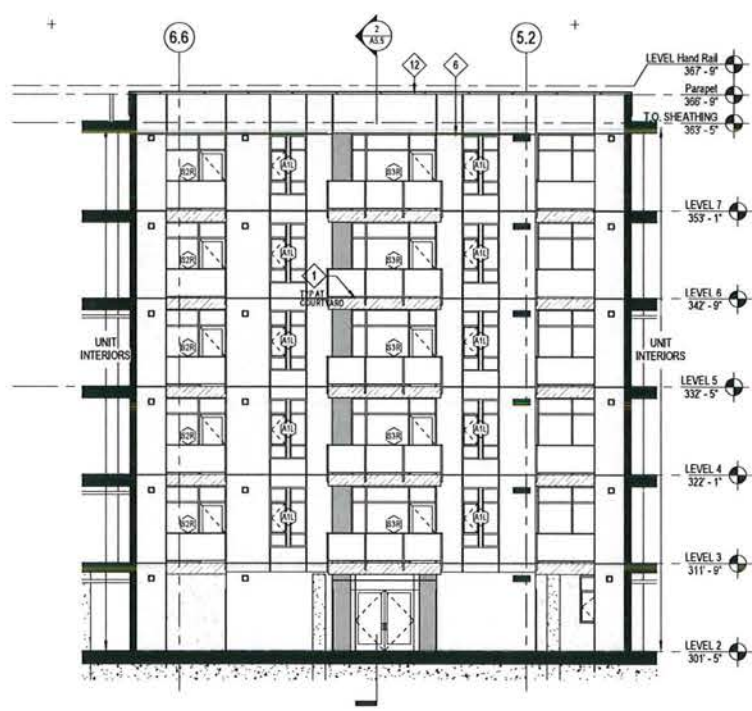 6.6
2
A5.5
12
6
5.2
LEVEL Hand Rail
367' - 9"
Parapet
366' - 9"
T.O. SHEATHING
363' - 5"
B2R
A1L
B3R
A1L
LEVEL 7
353' - 1"
B2R
A1L
B3R
A1L
1
TYP AT
COURTYARD
LEVEL 6
342' - 9"
UNIT
INTERIORS
B2R
A1L
B3R
A1L
UNIT
INTERIORS
LEVEL 5
332' - 5"
B2R
A1L
B3R
A1L
LEVEL 4
322' - 1"
B2R
A1L
B3R
A1L
LEVEL 3
311' - 9"
LEVEL 2
301' - 5"